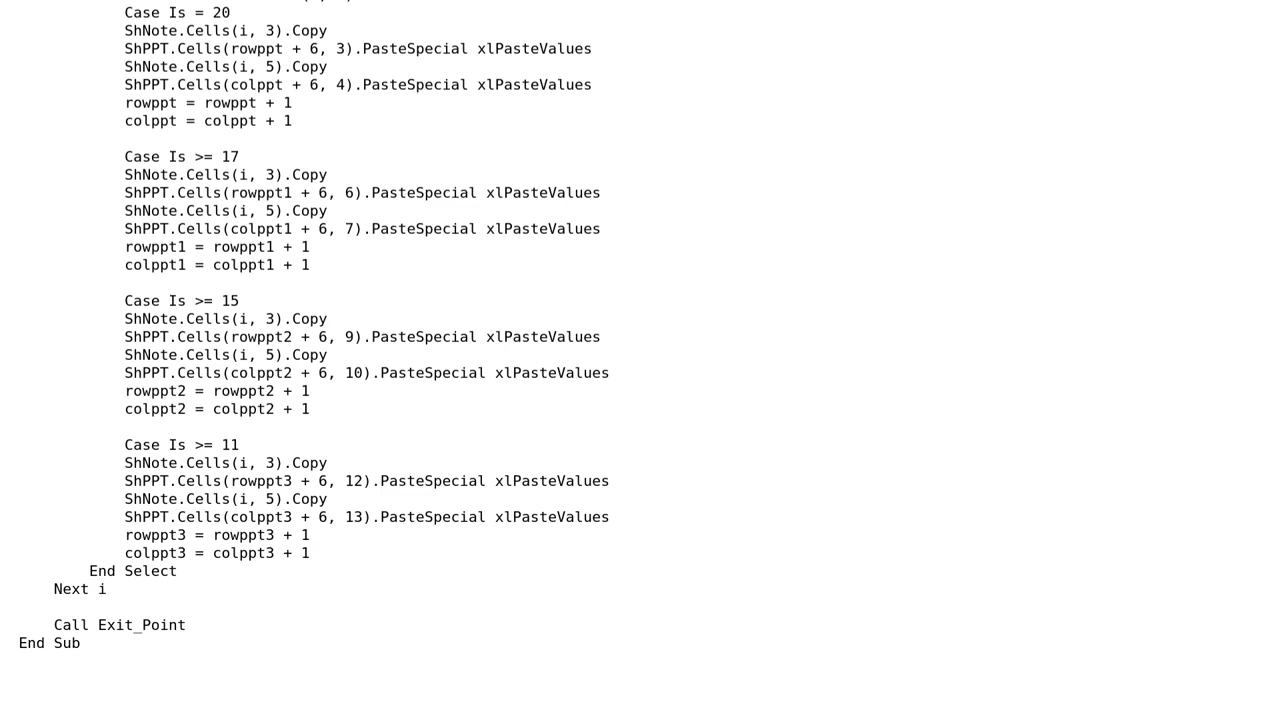 Case Is = 20
ShNote.Cells(i, 3).Copy
ShPPT.Cells(rowppt + 6, 3).PasteSpecial xlPasteValues
ShNote.Cells(i, 5).Copy
ShPPT.Cells(colppt + 6, 4).PasteSpecial xlPasteValues
rowppt = rowppt + 1
colppt = colppt + 1
Case Is >= 17
ShNote.Cells(i, 3).Copy
ShPPT.Cells(rowppt1 + 6, 6).PasteSpecial xlPasteValues
ShNote.Cells(i, 5).Copy
ShPPT.Cells(colppt1 + 6, 7).PasteSpecial xlPasteValues
rowppt1 = rowppt1 + 1
colppt1 = colppt1 + 1
Case Is >= 15
ShNote.Cells(i, 3).Copy
ShPPT.Cells(rowppt2 + 6, 9).PasteSpecial xlPasteValues
ShNote.Cells(i, 5).Copy
ShPPT.Cells(colppt2 + 6, 10).PasteSpecial xlPasteValues
rowppt2 = rowppt2 + 1
colppt2 = colppt2 + 1
Case Is >= 11
ShNote.Cells(i, 3).Copy
ShPPT.Cells(rowppt3 + 6, 12).PasteSpecial xlPasteValues
ShNote.Cells(i, 5).Copy
ShPPT.Cells(colppt3 + 6, 13).PasteSpecial xlPasteValues
rowppt3 = rowppt3 + 1
colppt3 = colppt3 + 1
End Select
Next i
Call Exit_Point
End Sub